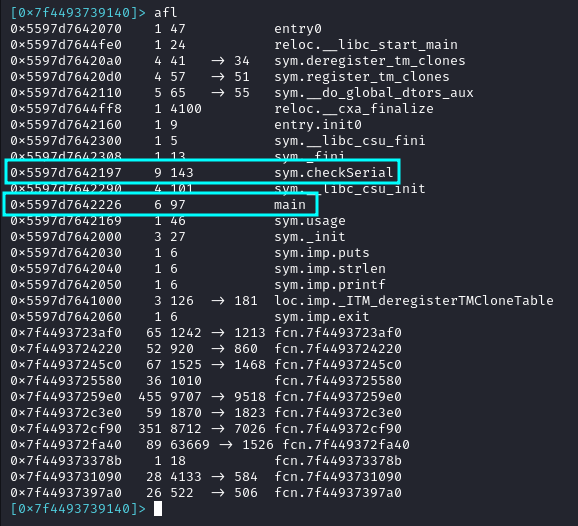 [0×7f4493739140]> afl
0×5597d7642070 1 47 entry0
0×5597d7644fe0 1 24 reloc.__libc_start_main
0×5597d76420a0 4 41 -> 34 sym.deregister_tm_clones
0×5597d76420d0 4 57 -> 51 sym.register_tm_clones
0×5597d7642110 5 65 -> 55 sym.__do_global_dtors_aux
0×5597d7644ff8 1 4100 reloc.__cxa_finalize
0×5597d7642160 1 9 entry.init0
0×5597d7642300 1 5 sym.__libc_csu_fini
0×5597d7642308 1 13 sym._fini
0×5597d7642197 9 143 sym.checkSerial
0×5597d7642290 4 101 sym.__libc_csu_init
0×5597d7642226 6 97 main
0×5597d7642169 1 46 sym.usage
0×5597d7642000 3 27 sym._init
0×5597d7642030 1 6 sym.imp.puts
0×5597d7642040 1 6 sym.imp.strlen
0×5597d7642050 1 6 sym.imp.printf
0×5597d7641000 3 126 -> 181 loc.imp._ITM_deregisterTMCloneTable
0×5597d7642060 1 6 sym.imp.exit
0×7f4493723af0 65 1242 -> 1213 fcn.7f4493723af0
0×7f4493724220 52 920 -> 860 fcn.7f4493724220
0×7f44937245c0 67 1525 -> 1468 fcn.7f44937245c0
0×7f4493725580 36 1010 fcn.7f4493725580
0×7f44937259e0 455 9707 -> 9518 fcn.7f44937259e0
0×7f449372c3e0 59 1870 -> 1823 fcn.7f449372c3e0
0×7f449372cf90 351 8712 -> 7026 fcn.7f449372cf90
0×7f449372fa40 89 63669 -> 1526 fcn.7f449372fa40
0×7f449373378b 1 18 fcn.7f449373378b
0×7f4493731090 28 4133 -> 584 fcn.7f4493731090
0×7f44937397a0 26 522 -> 506 fcn.7f44937397a0
[0×7f4493739140]>